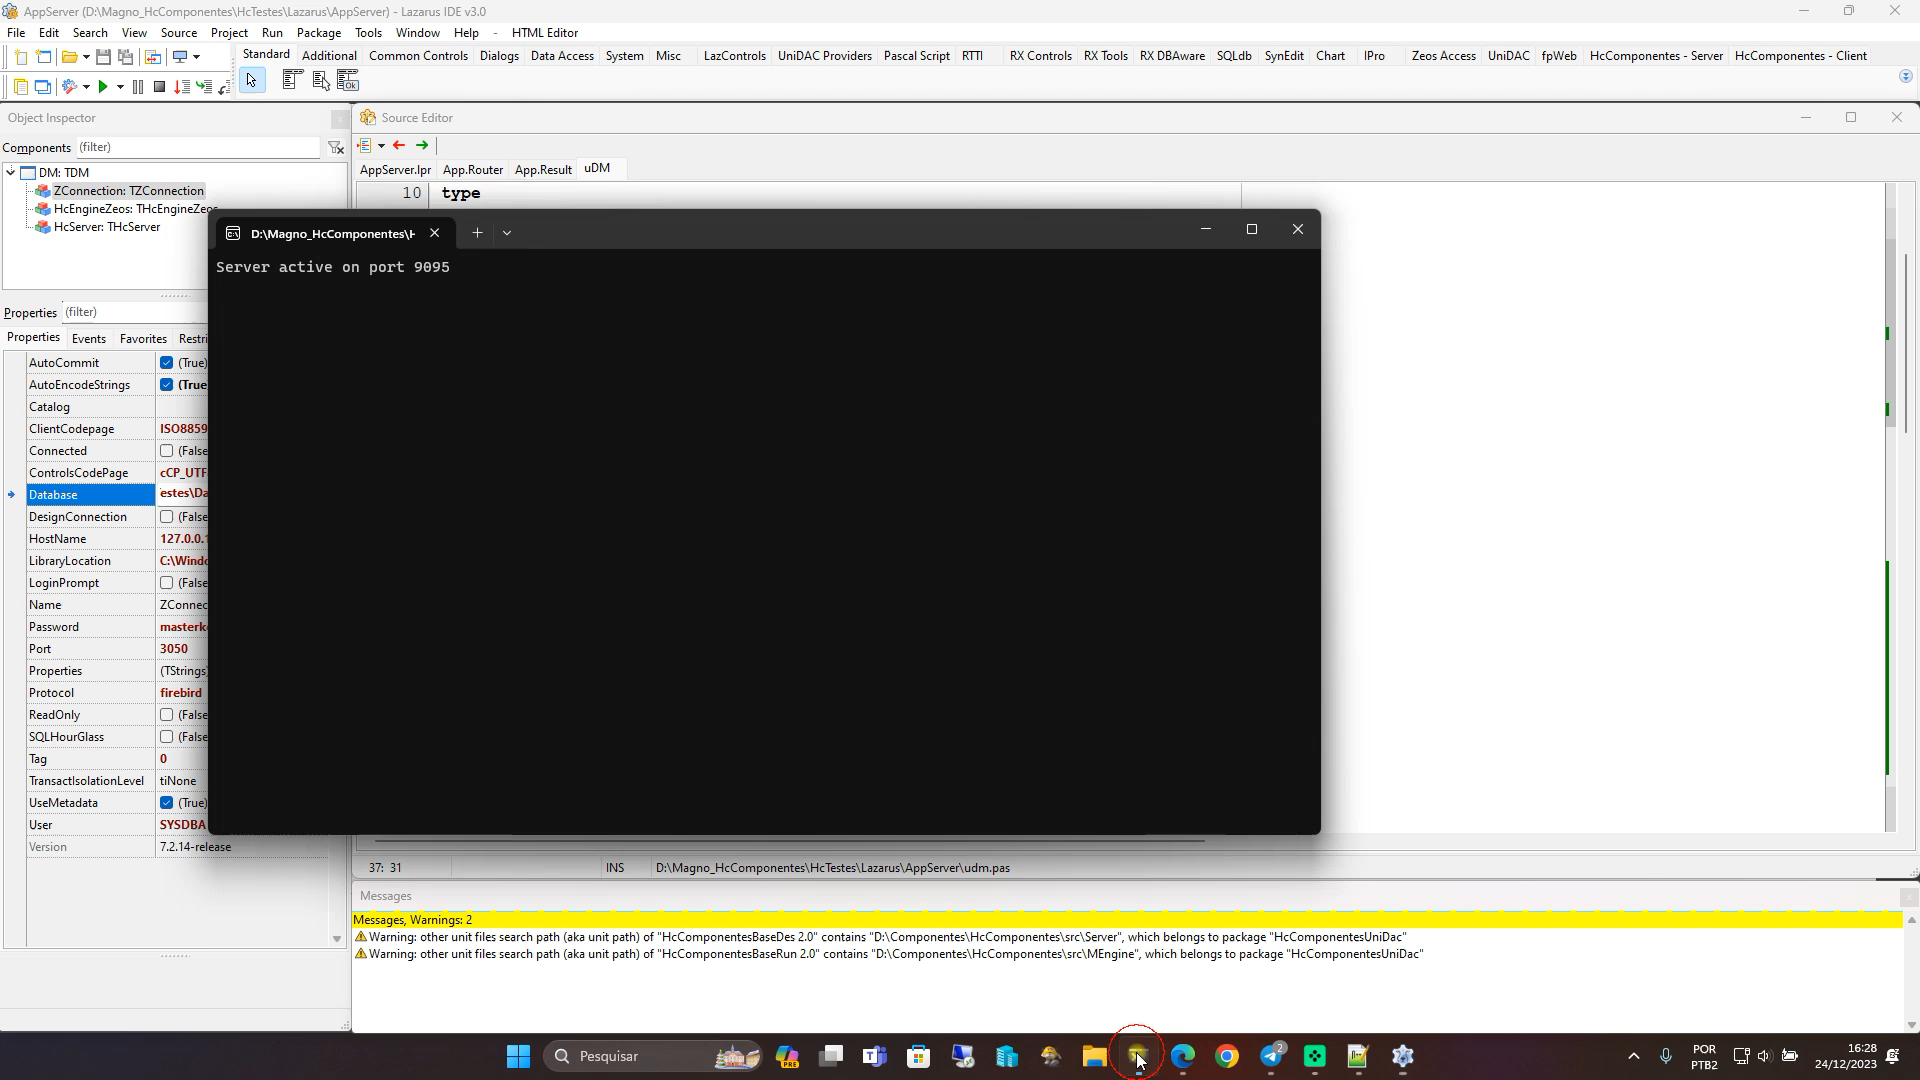 AppServer (D:\Magno_HcComponentes\HcTestes\Lazarus\AppServer) - Lazarus IDE v3.0
File Edit Search View Source Project Run Package Tools Window Help - HTML Editor
Standard Additional Common Controls Dialogs Data Access System Misc LazControls UniDAC Providers Pascal Script RTTI RX Controls RX Tools RX DBAware SQLdb SynEdit Chart IPro Zeos Access UniDAC fpWeb HcComponentes - Server HcComponentes - Client
Object Inspector
Components (filter)
DM: TDM
ZConnection: TZConnection
HcEngineZeos: THcEngineZeos
HcServer: THcServer
Properties (filter)
Properties Events Favorites Restri
AutoCommit (True)
AutoEncodeStrings (True
Catalog
ClientCodepage ISO8859
Connected (False
ControlsCodePage cCP_UTF
Database estes\Da
DesignConnection (False
HostName 127.0.0.1
LibraryLocation C:\Windo
LoginPrompt (False
Name ZConnec
Password masterke
Port 3050
Properties (TStrings)
Protocol firebird
ReadOnly (False
SQLHourGlass (False
Tag 0
TransactIsolationLevel tiNone
UseMetadata (True)
User SYSDBA
Version 7.2.14-release
Source Editor
AppServer.lpr App.Router App.Result uDM
10 type
D:\Magno_HcComponentes\H
Server active on port 9095
37: 31 INS D:\Magno_HcComponentes\HcTestes\Lazarus\AppServer\udm.pas
Messages
Messages, Warnings: 2
Warning: other unit files search path (aka unit path) of "HcComponentesBaseDes 2.0" contains "D:\Componentes\HcComponentes\src\Server", which belongs to package "HcComponentesUniDac"
Warning: other unit files search path (aka unit path) of "HcComponentesBaseRun 2.0" contains "D:\Componentes\HcComponentes\src\MEngine", which belongs to package "HcComponentesUniDac"
Pesquisar
PRE
2
POR
PTB2
16:28
24/12/2023